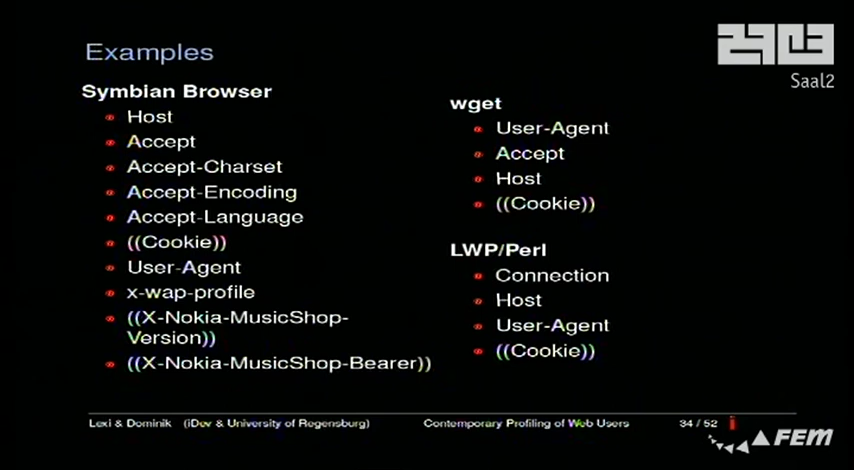 Examples
Symbian Browser
Host
Accept
Accept-Charset
Accept-Encoding
Accept-Language
((Cookie))
User-Agent
x-wap-profile
((X-Nokia-MusicShop-
Version))
((X-Nokia-MusicShop-Bearer))
wget
User-Agent
Accept
Host
((Cookie))
LWP/Perl
Connection
Host
User-Agent
((Cookie))
Lexi & Dominik (iDev & University of Regensburg) Contemporary Profiling of Web Users 34 / 52
Saal2
FEM